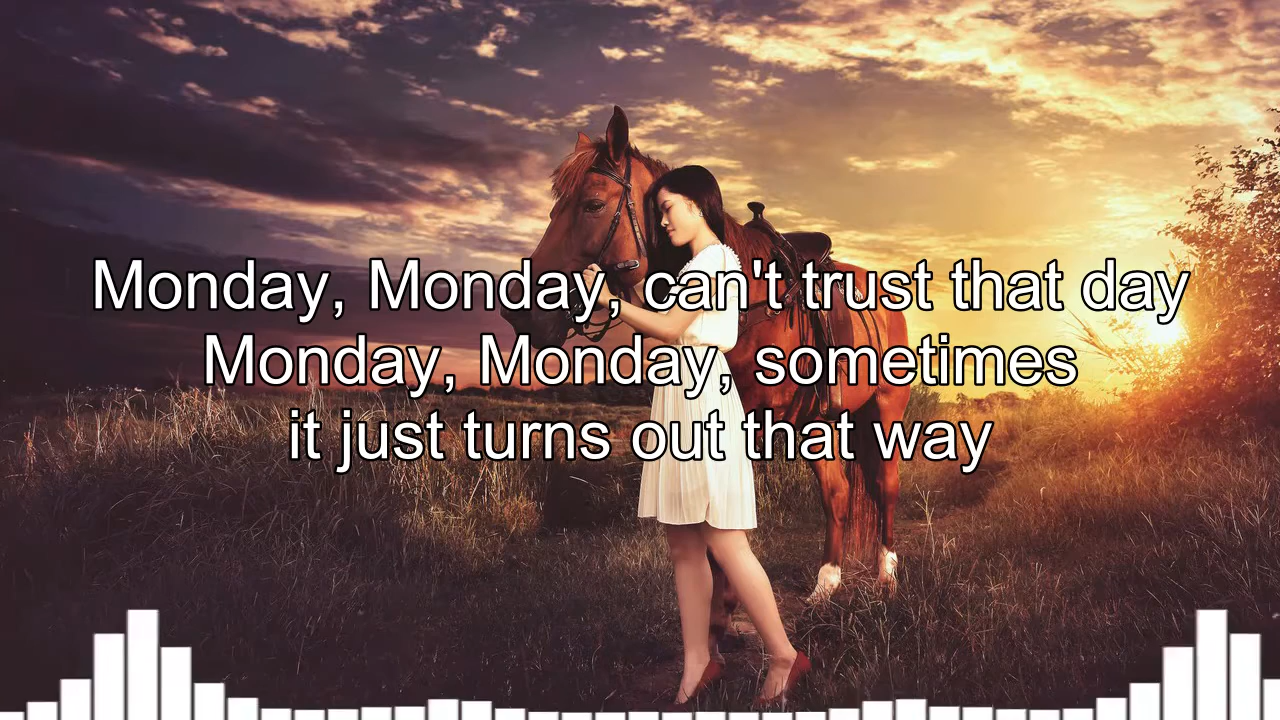 Monday, Monday, can't trust that day
Monday, Monday, sometimes
it just turns out that way